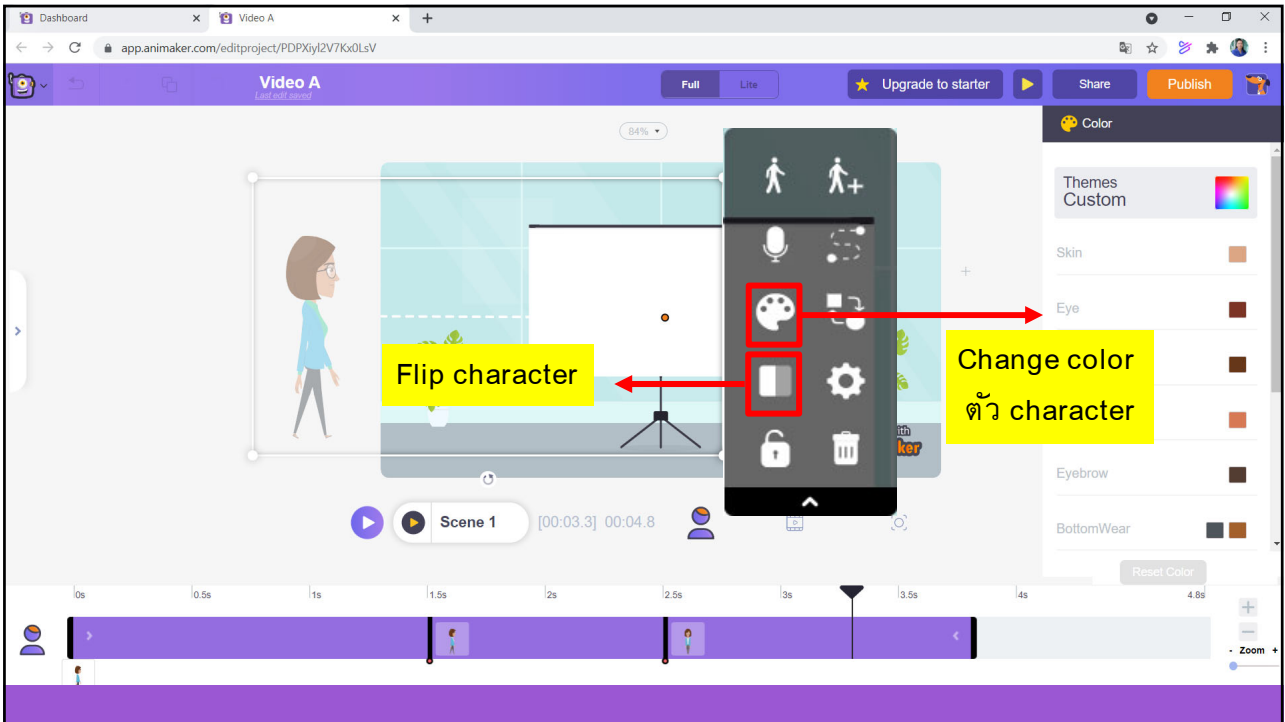 Dashboard
Video A
app.animaker.com/editproject/PDPXiyl2V7Kx0LsV
Video A
Last edit saved
Full
Lite
Upgrade to starter
Share
Publish
Color
84%
Themes
Custom
Skin
Eye
Flip character
Change color
ตัว character
with
ker
Eyebrow
BottomWear
Reset Color
Scene 1
[00:03.3] 00:04.8
0s
0.5s
1s
1.5s
2s
2.5s
3s
3.5s
4s
4.8s
- Zoom +